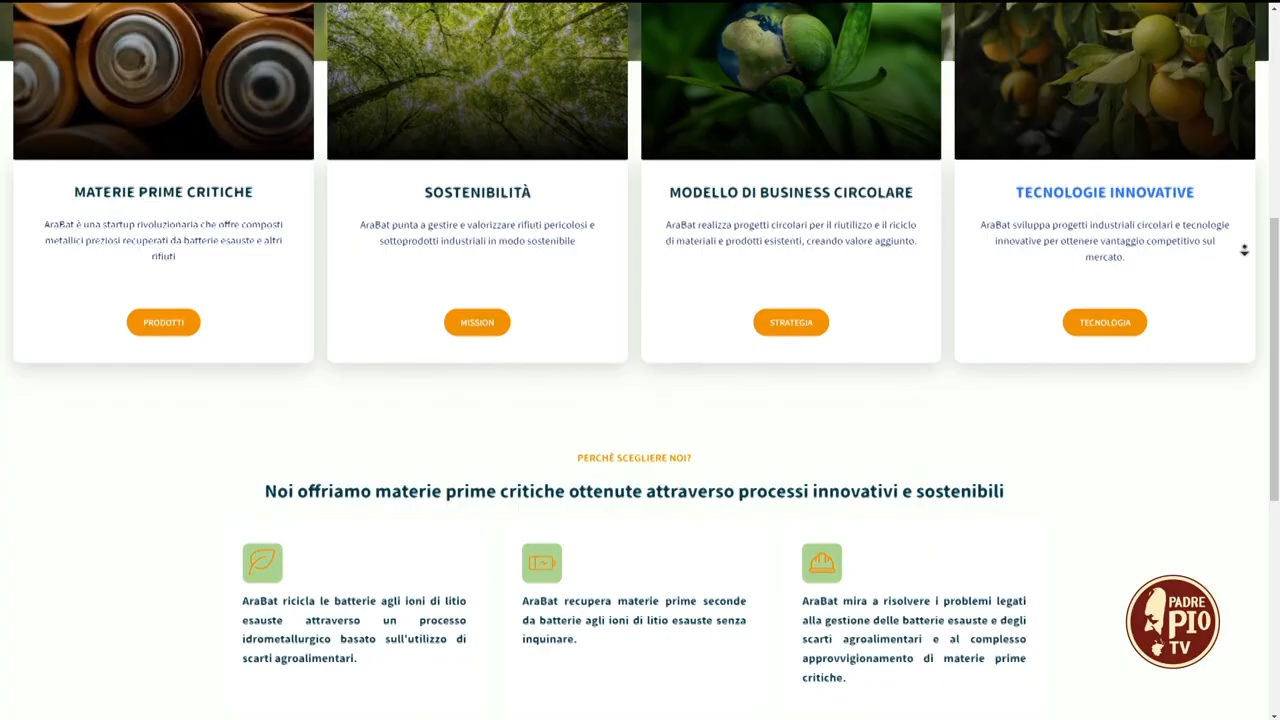 MATERIE PRIME CRITICHE
AraBat è una startup rivoluzionaria che offre composti
metallici preziosi recuperati da batterie esauste e altri
rifiuti
PRODOTTI
SOSTENIBILITÀ
AraBat punta a gestire e valorizzare rifiuti pericolosi e
sottoprodotti industriali in modo sostenibile
MISSION
MODELLO DI BUSINESS CIRCOLARE
AraBat realizza progetti circolari per il riutilizzo e il riciclo
di materiali e prodotti esistenti, creando valore aggiunto.
STRATEGIA
TECNOLOGIE INNOVATIVE
AraBat sviluppa progetti industriali circolari e tecnologie
innovative per ottenere vantaggio competitivo sul
mercato.
TECNOLOGIA
PERCHÈ SCEGLIERE NOI?
Noi offriamo materie prime critiche ottenute attraverso processi innovativi e sostenibili
AraBat ricicla le batterie agli ioni di litio
esauste attraverso un processo
idrometallurgico basato sull'utilizzo di
scarti agroalimentari.
AraBat recupera materie prime seconde
da batterie agli ioni di litio esauste senza
inquinare.
AraBat mira a risolvere i problemi legati
alla gestione delle batterie esauste e degli
scarti agroalimentari e al complesso
approvvigionamento di materie prime
critiche.
PADRE
PIO
TV